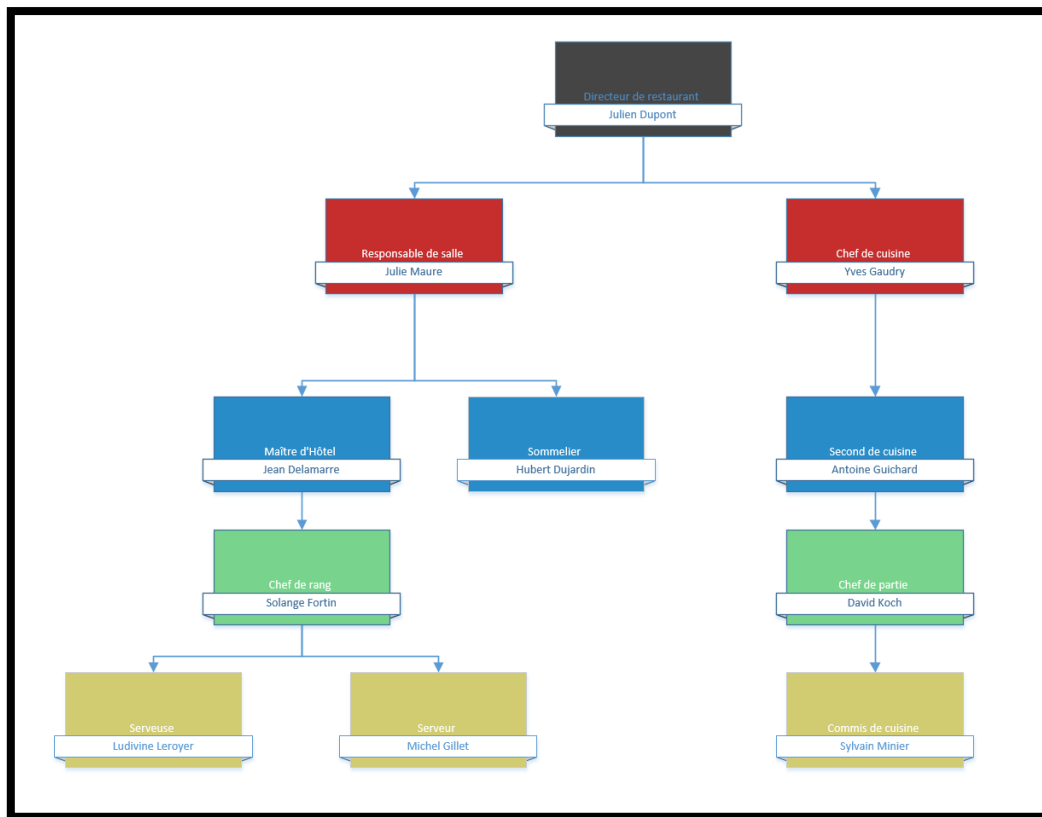 Directeur de restaurant
Julien Dupont
Responsable de salle
Julie Maure
Chef de cuisine
Yves Gaudry
Maître d'Hôtel
Jean Delamarre
Sommelier
Hubert Dujardin
Second de cuisine
Antoine Guichard
Chef de rang
Solange Fortin
Chef de partie
David Koch
Serveuse
Ludivine Leroyer
Serveur
Michel Gillet
Commis de cuisine
Sylvain Minier